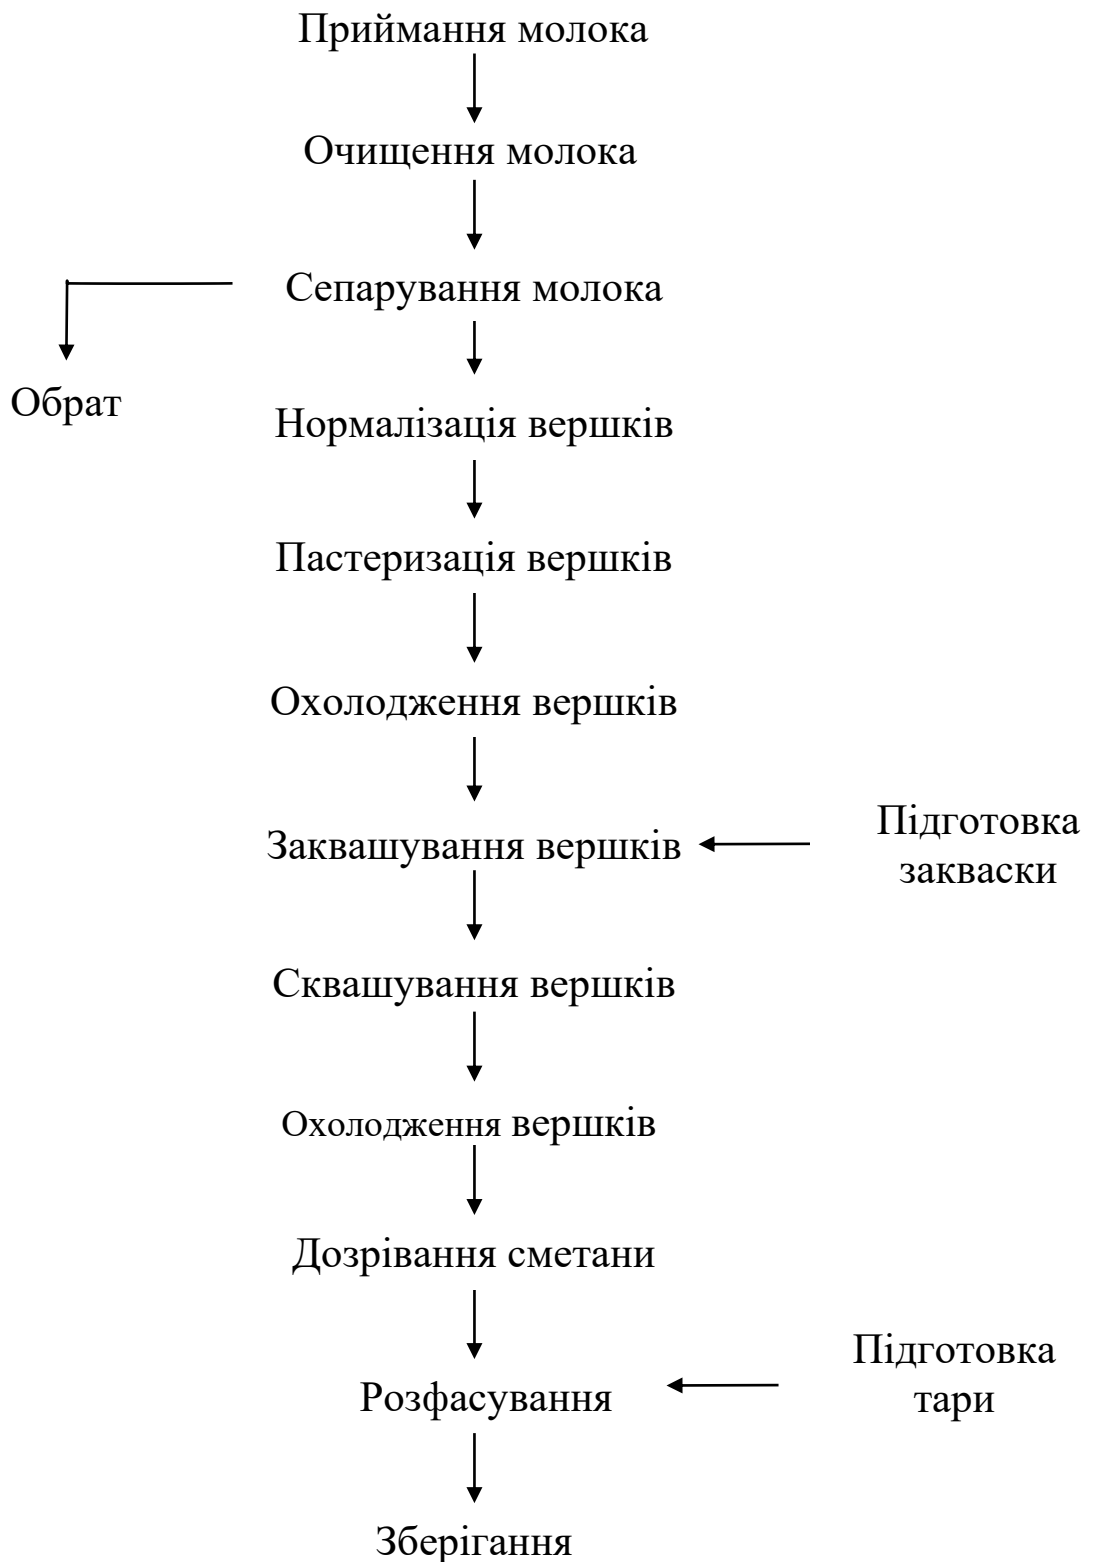 Приймання молока
Очищення молока
Сепарування молока
Обрат
Нормалізація вершків
Пастеризація вершків
Охолодження вершків
Заквашування вершків
Підготовка
закваски
Сквашування вершків
Охолодження вершків
Дозрівання сметани
Розфасування
Підготовка
тари
Зберігання